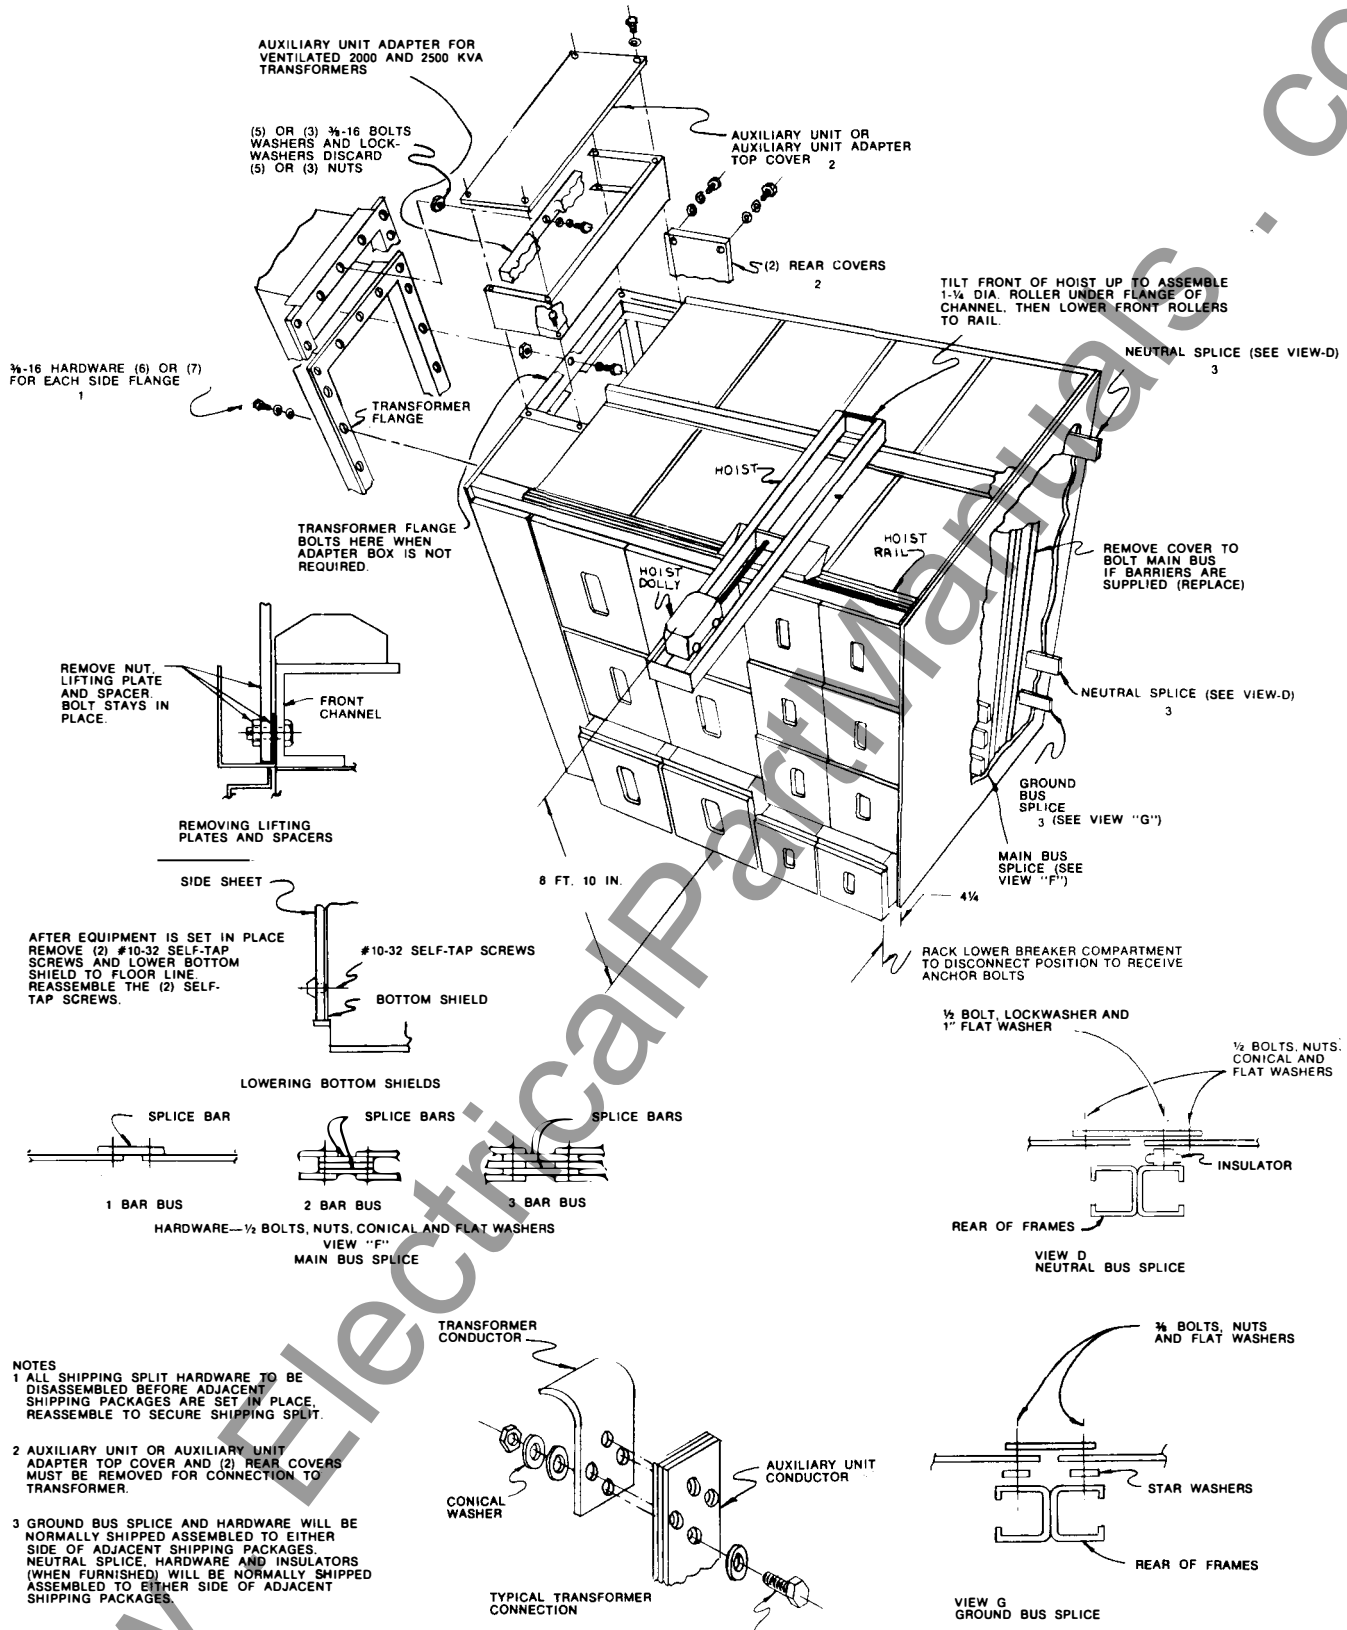 AUXILIARY UNIT ADAPTER FOR
VENTILATED 2000 AND 2500 KVA
TRANSFORMERS
(5) OR (3) ⅜-16 BOLTS
WASHERS AND LOCK-
WASHERS DISCARD
(5) OR (3) NUTS
AUXILIARY UNIT OR
AUXILIARY UNIT ADAPTER
TOP COVER 2
(2) REAR COVERS
2
TILT FRONT OF HOIST UP TO ASSEMBLE
1-¼ DIA. ROLLER UNDER FLANGE OF
CHANNEL, THEN LOWER FRONT ROLLERS
TO RAIL.
NEUTRAL SPLICE (SEE VIEW-D)
3
⅜-16 HARDWARE (6) OR (7)
FOR EACH SIDE FLANGE
1
TRANSFORMER
FLANGE
HOIST
TRANSFORMER FLANGE
BOLTS HERE WHEN
ADAPTER BOX IS NOT
REQUIRED.
HOIST
DOLLY
HOIST
RAIL
REMOVE COVER TO
BOLT MAIN BUS
IF BARRIERS ARE
SUPPLIED (REPLACE)
REMOVE NUT,
LIFTING PLATE
AND SPACER.
BOLT STAYS IN
PLACE.
FRONT
CHANNEL
NEUTRAL SPLICE (SEE VIEW-D)
3
GROUND
BUS
SPLICE
3 (SEE VIEW "G")
REMOVING LIFTING
PLATES AND SPACERS
MAIN BUS
SPLICE (SEE
VIEW "F")
8 FT. 10 IN.
4¼
SIDE SHEET
AFTER EQUIPMENT IS SET IN PLACE
REMOVE (2) #10-32 SELF-TAP
SCREWS AND LOWER BOTTOM
SHIELD TO FLOOR LINE.
REASSEMBLE THE (2) SELF-
TAP SCREWS.
#10-32 SELF-TAP SCREWS
BOTTOM SHIELD
RACK LOWER BREAKER COMPARTMENT
TO DISCONNECT POSITION TO RECEIVE
ANCHOR BOLTS
LOWERING BOTTOM SHIELDS
½ BOLT, LOCKWASHER AND
1" FLAT WASHER
½ BOLTS, NUTS,
CONICAL AND
FLAT WASHERS
SPLICE BAR
SPLICE BARS
SPLICE BARS
1 BAR BUS
2 BAR BUS
3 BAR BUS
HARDWARE—½ BOLTS, NUTS, CONICAL AND FLAT WASHERS
VIEW "F"
MAIN BUS SPLICE
INSULATOR
REAR OF FRAMES
VIEW D
NEUTRAL BUS SPLICE
NOTES
1 ALL SHIPPING SPLIT HARDWARE TO BE
DISASSEMBLED BEFORE ADJACENT
SHIPPING PACKAGES ARE SET IN PLACE,
REASSEMBLE TO SECURE SHIPPING SPLIT.
2 AUXILIARY UNIT OR AUXILIARY UNIT
ADAPTER TOP COVER AND (2) REAR COVERS
MUST BE REMOVED FOR CONNECTION TO
TRANSFORMER.
3 GROUND BUS SPLICE AND HARDWARE WILL BE
NORMALLY SHIPPED ASSEMBLED TO EITHER
SIDE OF ADJACENT SHIPPING PACKAGES.
NEUTRAL SPLICE, HARDWARE AND INSULATORS
(WHEN FURNISHED) WILL BE NORMALLY SHIPPED
ASSEMBLED TO EITHER SIDE OF ADJACENT
SHIPPING PACKAGES.
TRANSFORMER
CONDUCTOR
CONICAL
WASHER
AUXILIARY UNIT
CONDUCTOR
TYPICAL TRANSFORMER
CONNECTION
⅜ BOLTS, NUTS
AND FLAT WASHERS
STAR WASHERS
REAR OF FRAMES
VIEW G
GROUND BUS SPLICE
. ElectricalPartManuals . co